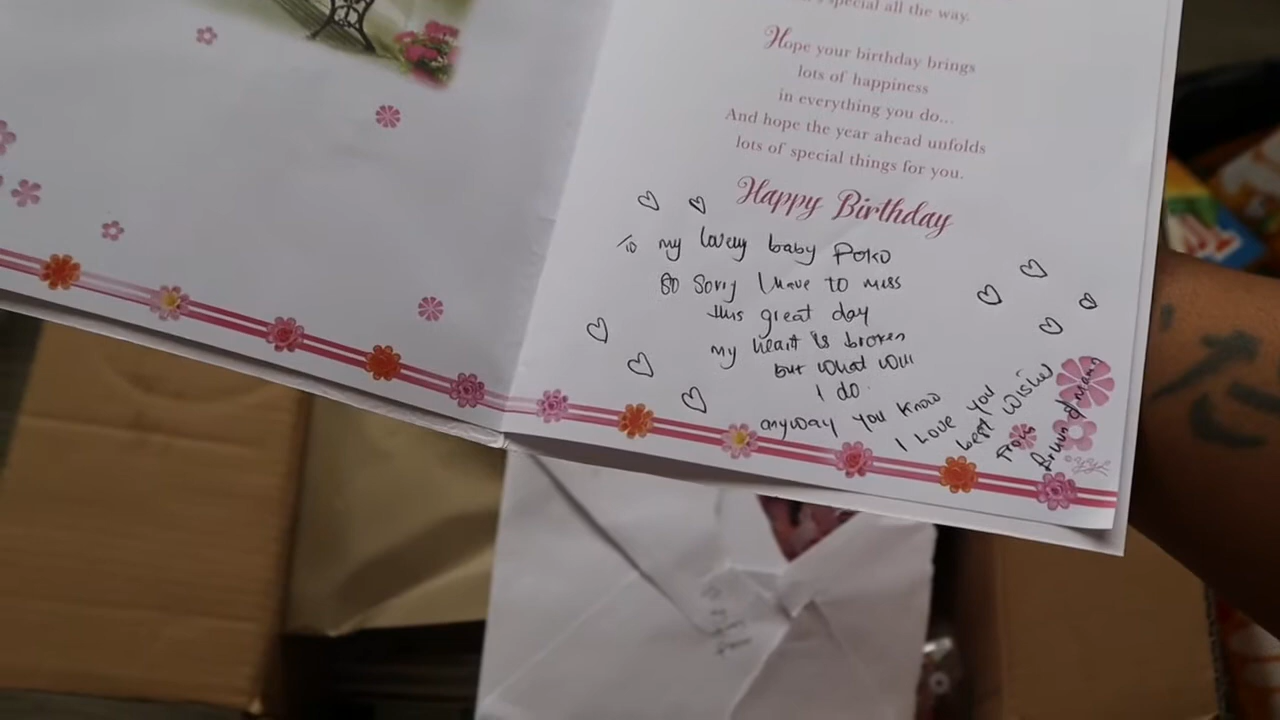 special all the way.
Hope your birthday brings
lots of happiness
in everything you do...
And hope the year ahead unfolds
lots of special things for you.
Happy Birthday
To my lovely baby Poko
so sorry I have to miss
this great day
my heart is broken
but what will
I do.
anyway you know
I Love you
best wishes
from